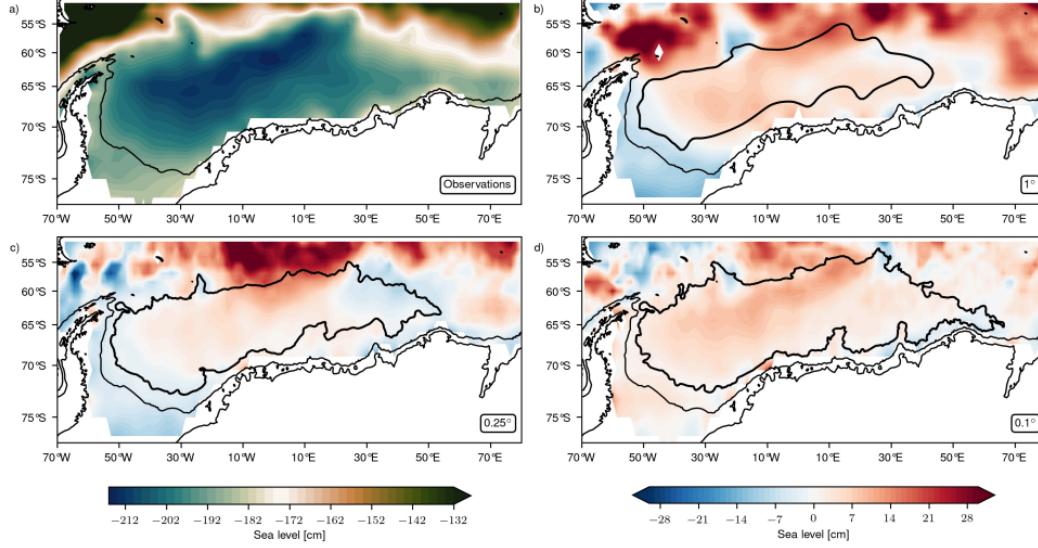 a)
55°S
60°S
65°S
70°S
75°S
Observations
70°W 50°W 30°W 10°W 10°E 30°E 50°E 70°E
b)
55°S
60°S
65°S
70°S
75°S
1°
70°W 50°W 30°W 10°W 10°E 30°E 50°E 70°E
c)
55°S
60°S
65°S
70°S
75°S
0.25°
70°W 50°W 30°W 10°W 10°E 30°E 50°E 70°E
d)
55°S
60°S
65°S
70°S
75°S
0.1°
70°W 50°W 30°W 10°W 10°E 30°E 50°E 70°E
−212 −202 −192 −182 −172 −162 −152 −142 −132
Sea level [cm]
−28 −21 −14 −7 0 7 14 21 28
Sea level [cm]